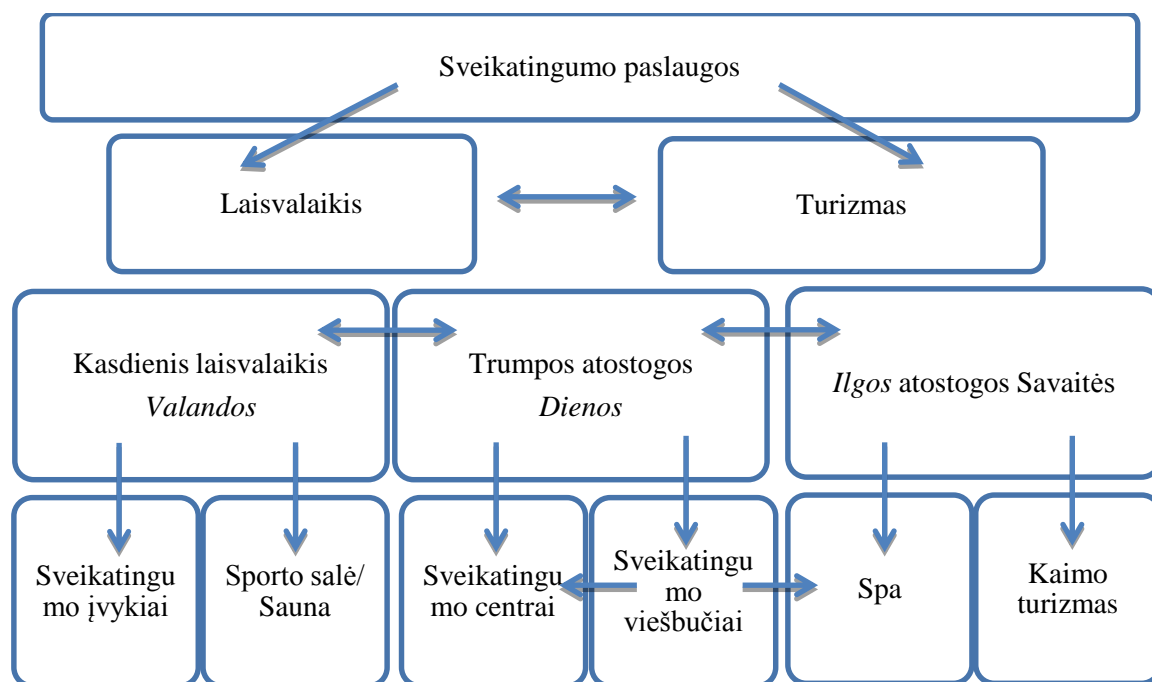 Sveikatingumo paslaugos
Laisvalaikis
Turizmas
Kasdienis laisvalaikis
Valandos
Trumpos atostogos
Dienos
Ilgos atostogos Savaitės
Sveikatingu
mo įvykiai
Sporto salė/
Sauna
Sveikatingu
mo centrai
Sveikatingu
mo
viešbučiai
Spa
Kaimo
turizmas